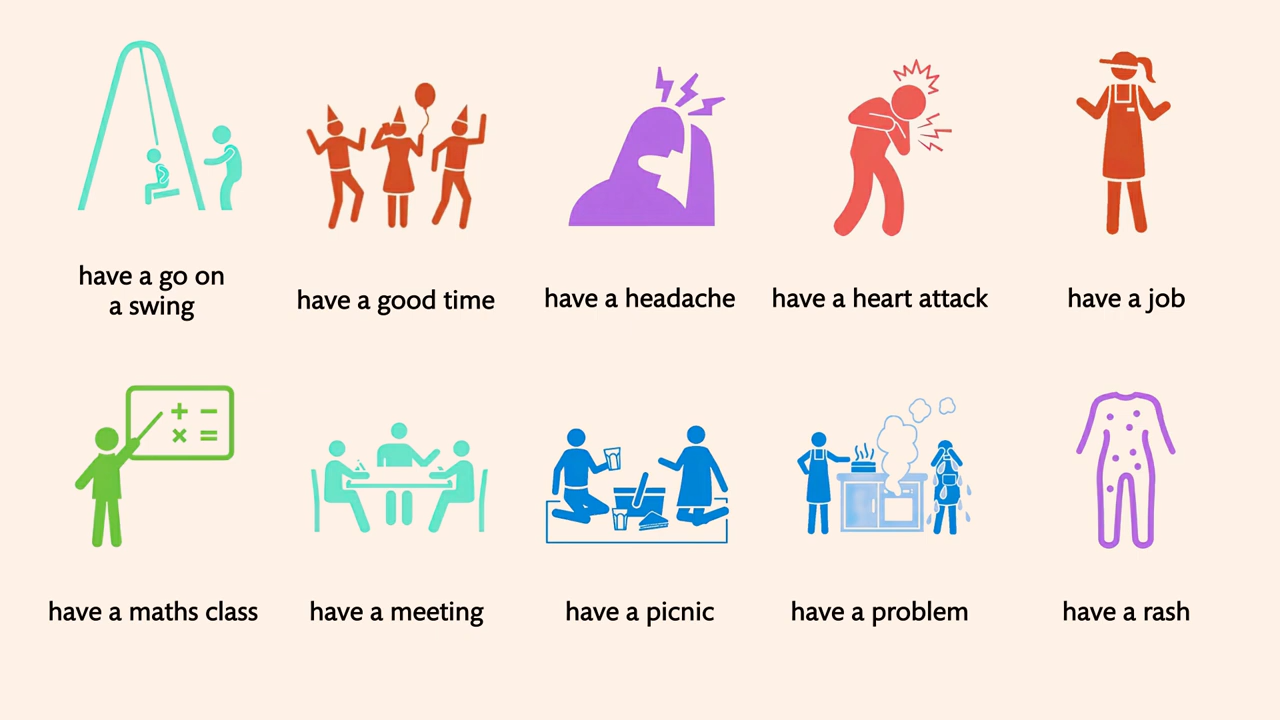 have a go on
a swing
have a good time
have a headache
have a heart attack
have a job
+ −
× =
have a maths class
have a meeting
have a picnic
have a problem
have a rash